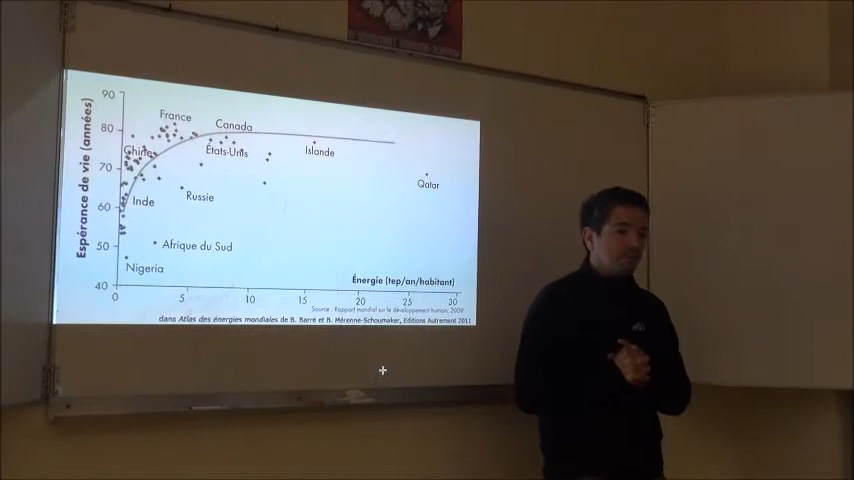 Espérance de vie (années)
90
80
70
60
50
40
France
Canada
Chine
États-Unis
Islande
Qatar
Inde
Russie
Afrique du Sud
Nigeria
Énergie (tep/an/habitant)
0
5
10
15
20
25
30
Source : Rapport mondial sur le développement humain, 2009.
dans Atlas des énergies mondiales de B. Barré et B. Mérenne-Schoumaker, Editions Autrement 2011